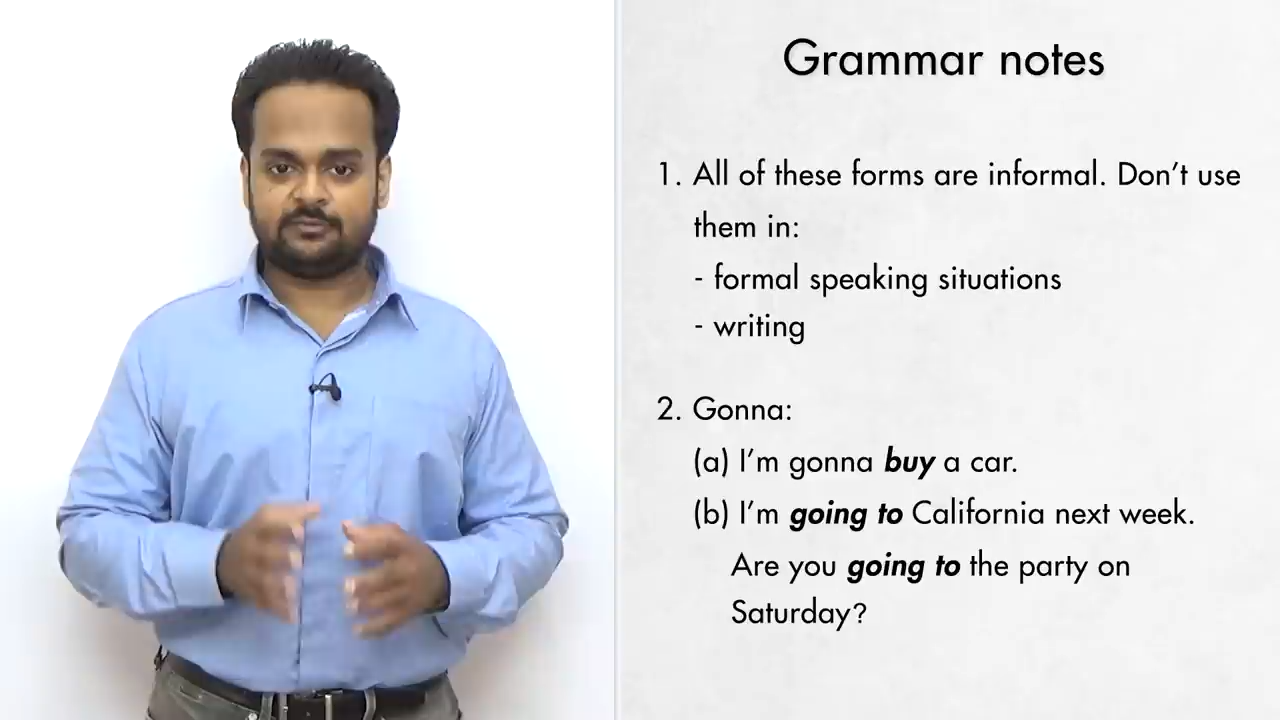 Grammar notes
1. All of these forms are informal. Don’t use
them in:
- formal speaking situations
- writing
2. Gonna:
(a) I’m gonna buy a car.
(b) I’m going to California next week.
Are you going to the party on
Saturday?